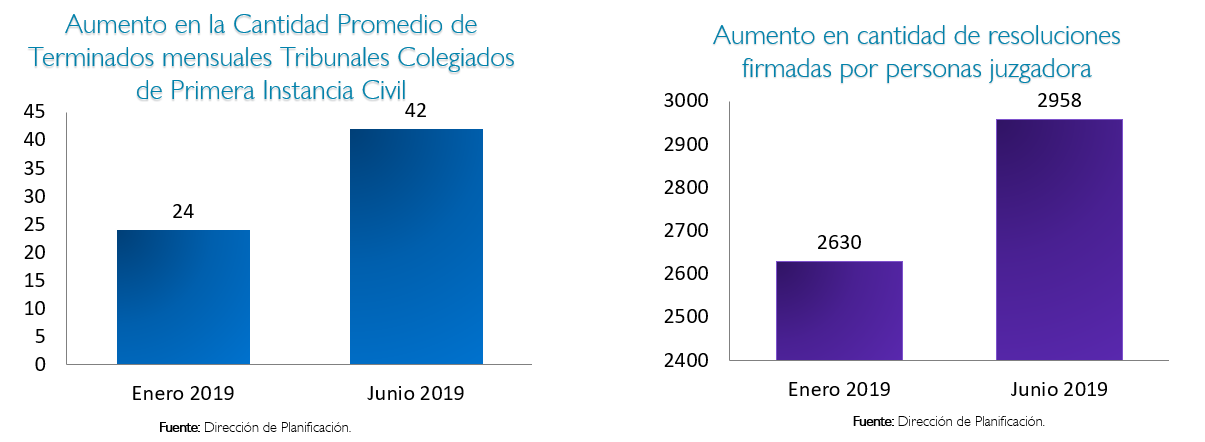 Aumento en la Cantidad Promedio de
Terminados mensuales Tribunales Colegiados
de Primera Instancia Civil
45
40
35
30
25
20
15
10
5
0
24
42
Enero 2019
Junio 2019
Fuente: Dirección de Planificación.
Aumento en cantidad de resoluciones
firmadas por personas juzgadora
3000
2900
2800
2700
2600
2500
2400
2630
2958
Enero 2019
Junio 2019
Fuente: Dirección de Planificación.